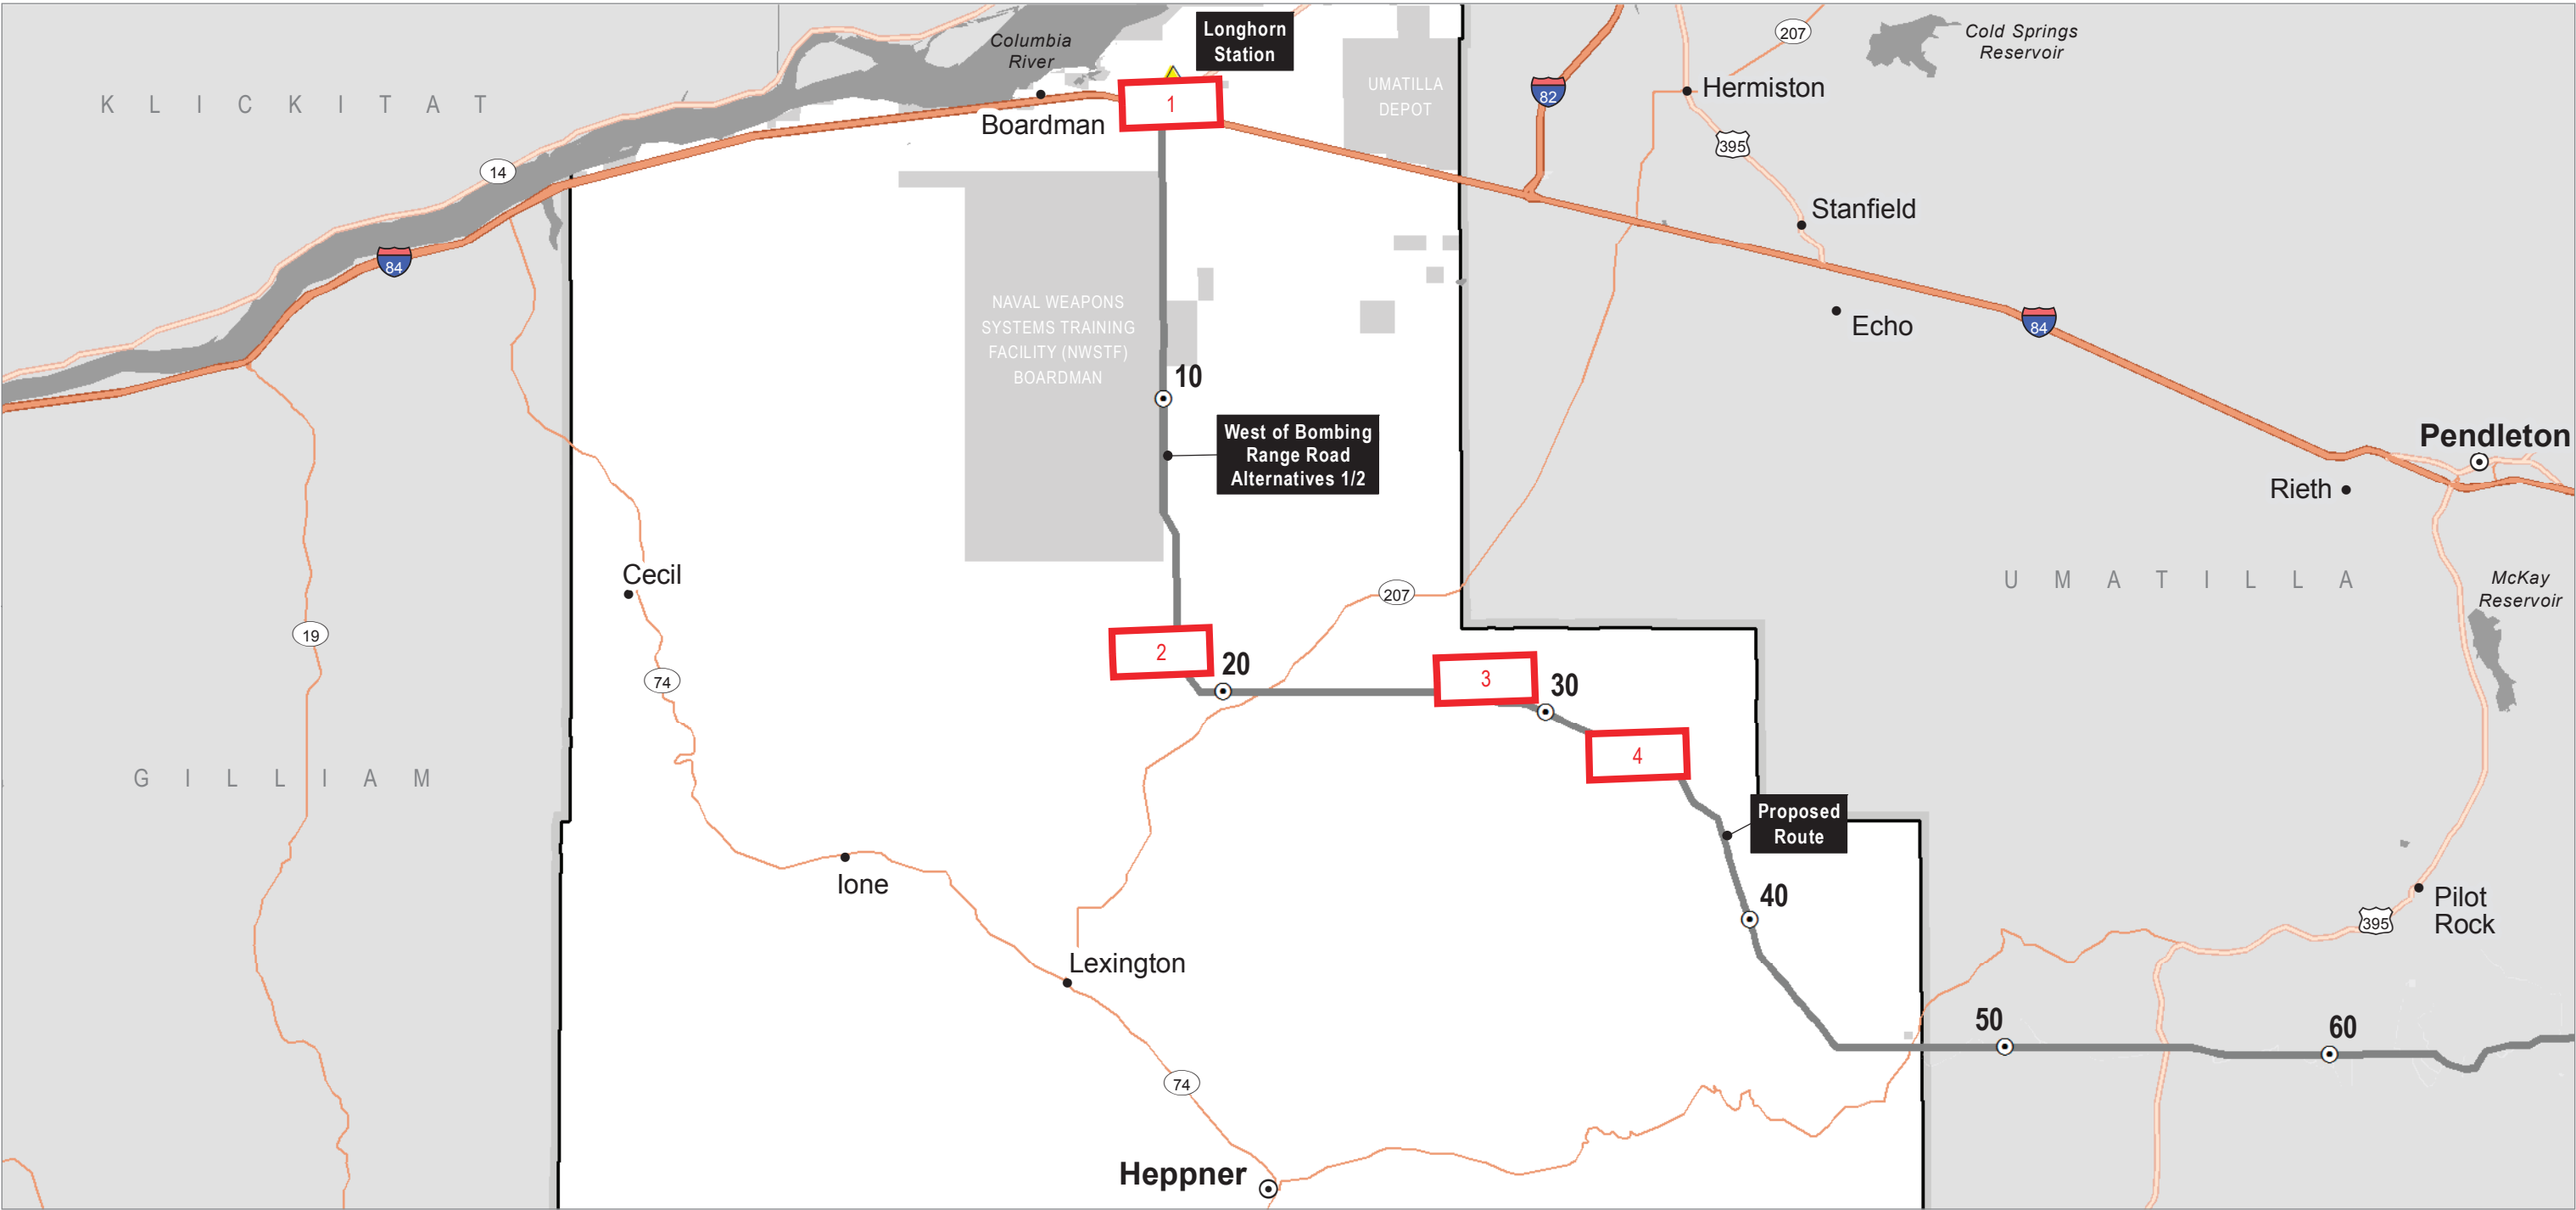 Longhorn
Station
Columbia
River
207
Cold Springs
Reservoir
K L I C K I T A T
UMATILLA
DEPOT
82
Hermiston
1
Boardman
395
14
Stanfield
84
NAVAL WEAPONS
SYSTEMS TRAINING
FACILITY (NWSTF)
BOARDMAN
Echo
84
10
West of Bombing
Range Road
Alternatives 1/2
Pendleton
Rieth
Cecil
207
U M A T I L L A
McKay
Reservoir
19
2
20
3
30
74
4
G I L L I A M
Proposed
Route
Ione
40
Pilot
Rock
395
Lexington
50
60
74
Heppner